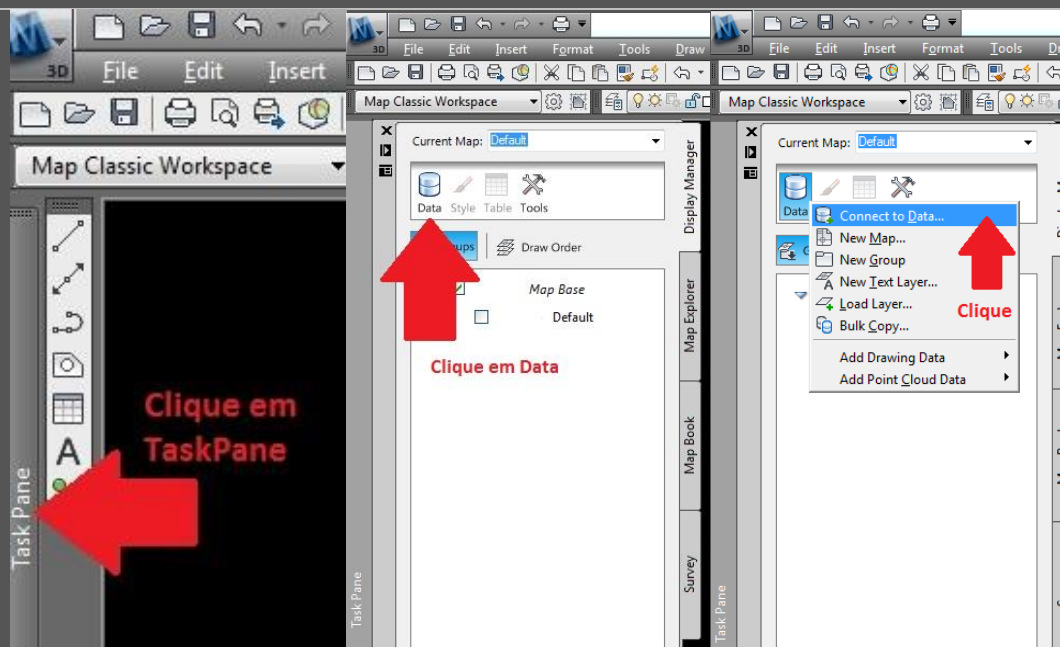 3D
File Edit Insert
Map Classic Workspace
Clique em
TaskPane
Task Pane
3D
File Edit Insert Format Tools Draw
Map Classic Workspace
Current Map: Default
Data Style Table Tools
Draw Order
Map Base
Default
Clique em Data
Display Manager
Map Explorer
Map Book
Survey
Task Pane
3D
File Edit Insert Format Tools
Map Classic Workspace
Current Map: Default
Data
Connect to Data...
New Map...
New Group
New Text Layer...
Load Layer...
Bulk Copy...
Add Drawing Data
Add Point Cloud Data
Clique
Task Pane